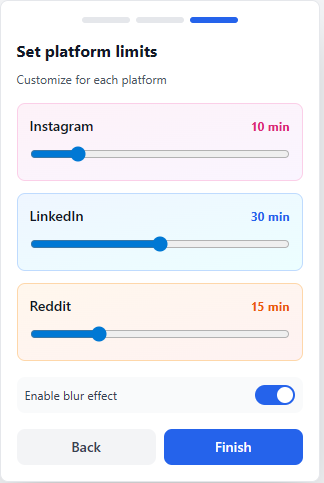 Set platform limits
Customize for each platform
Instagram 10 min
LinkedIn 30 min
Reddit 15 min
Enable blur effect
Back Finish